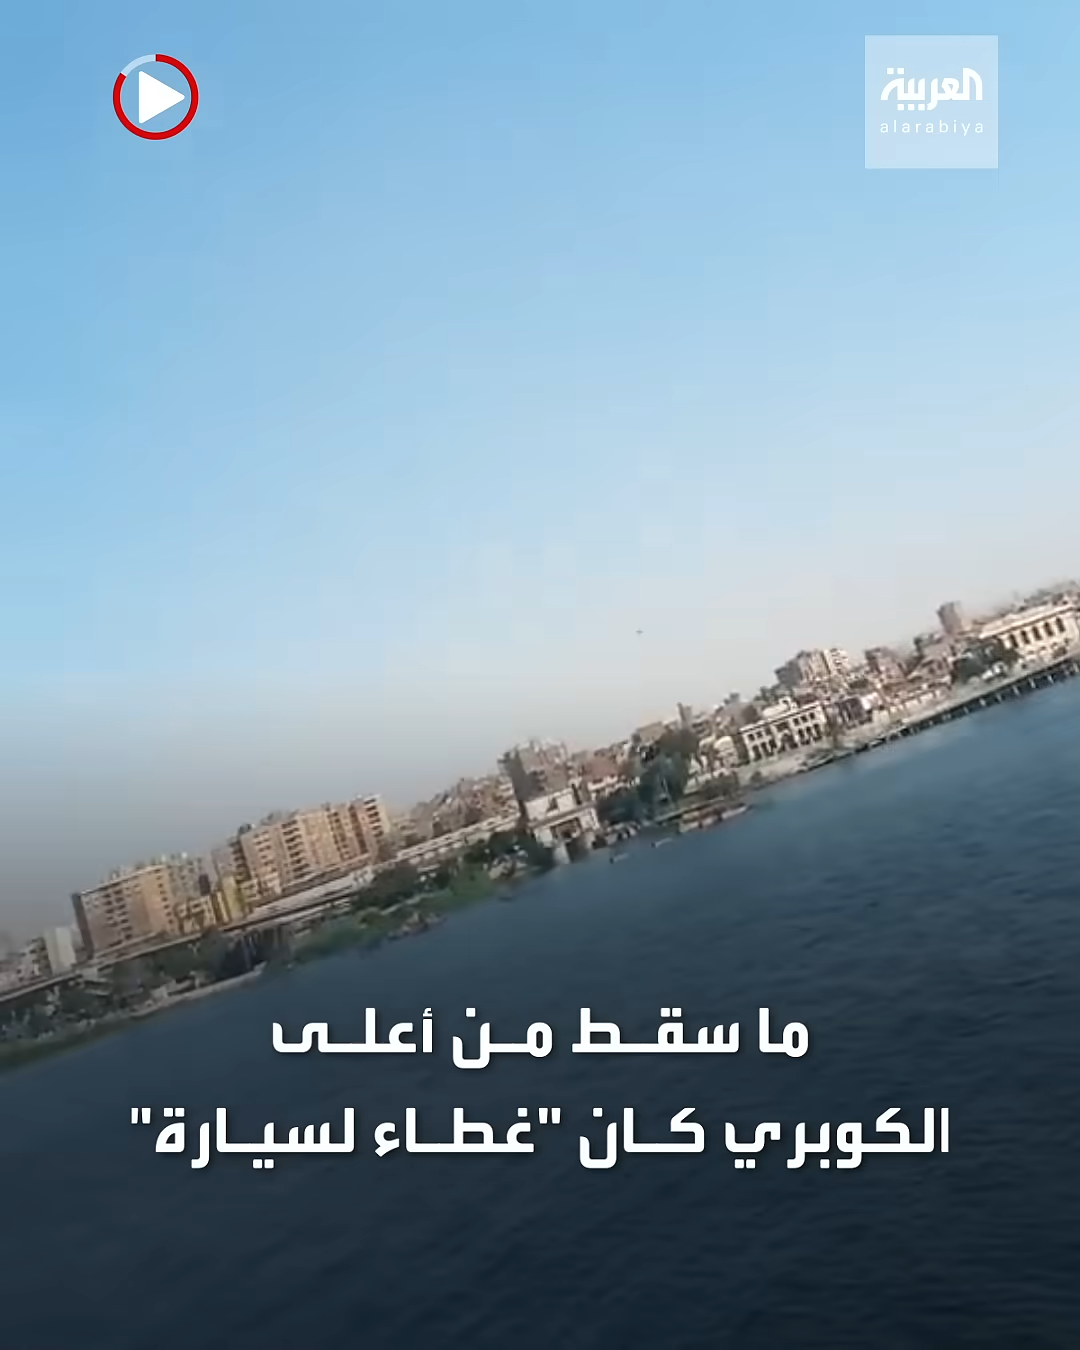 العربية
alarabiya
ما سقط من أعلى
الكوبري كان "غطاء لسيارة"